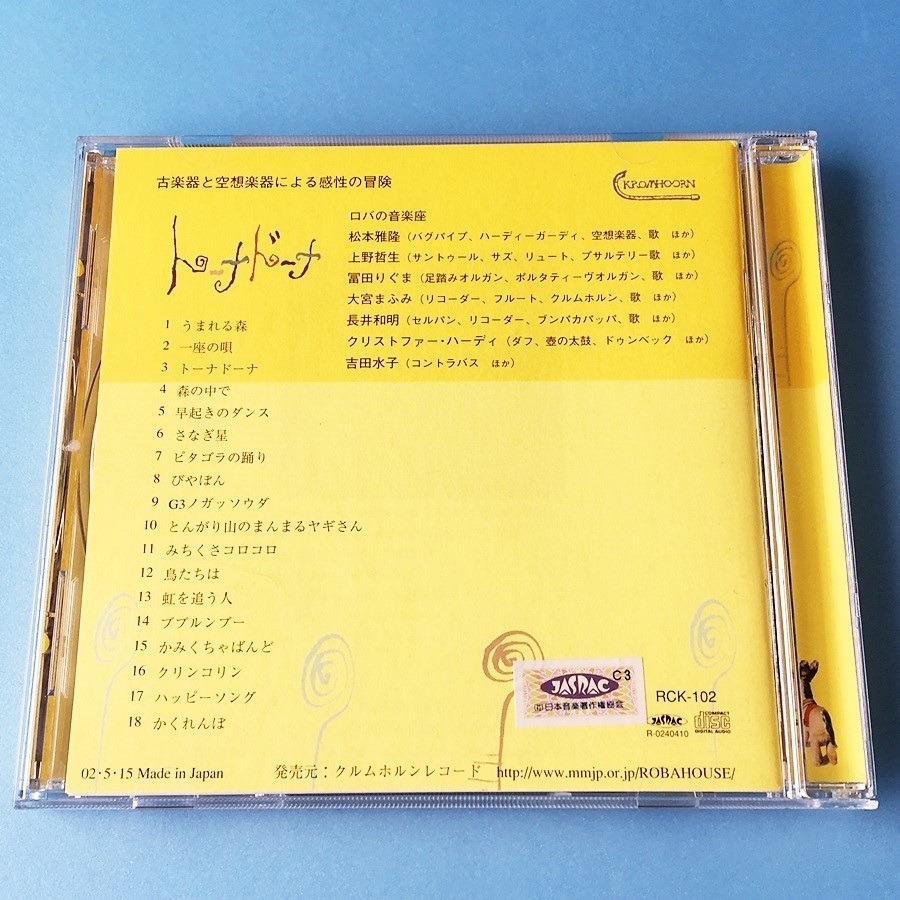 古楽器と空想楽器による感性の冒険
KROMHOORN
トローナドーナ
ロバの音楽座
松本雅隆(バグパイプ、ハーディーガーディ、空想楽器、歌 ほか)
上野哲生(サントゥール、サズ、リュート、プサルテリー歌 ほか)
冨田りぐま(足踏みオルガン、ポルタティーヴオルガン、歌 ほか)
大宮まふみ(リコーダー、フルート、クルムホルン、歌 ほか)
長井和明(セルパン、リコーダー、ブンパカパッパ、歌 ほか)
クリストファー・ハーディ(ダフ、壺の太鼓、ドゥンベック ほか)
吉田水子(コントラバス ほか)
1 うまれる森
2 一座の唄
3 トーナドーナ
4 森の中で
5 早起きのダンス
6 さなぎ星
7 ピタゴラの踊り
8 びやぼん
9 G3ノガッソウダ
10 とんがり山のまんまるヤギさん
11 みちくさコロコロ
12 鳥たちは
13 虹を追う人
14 ブブルンブー
15 かみくちゃばんど
16 クリンコリン
17 ハッピーソング
18 かくれんぼ
C3
JASRAC
日本音楽著作権協会
RCK-102
JASRAC
R-0240410
COMPACT
disc
DIGITAL AUDIO
02・5・15 Made in Japan
発売元：クルムホルンレコード http://www.mmjp.or.jp/ROBAHOUSE/